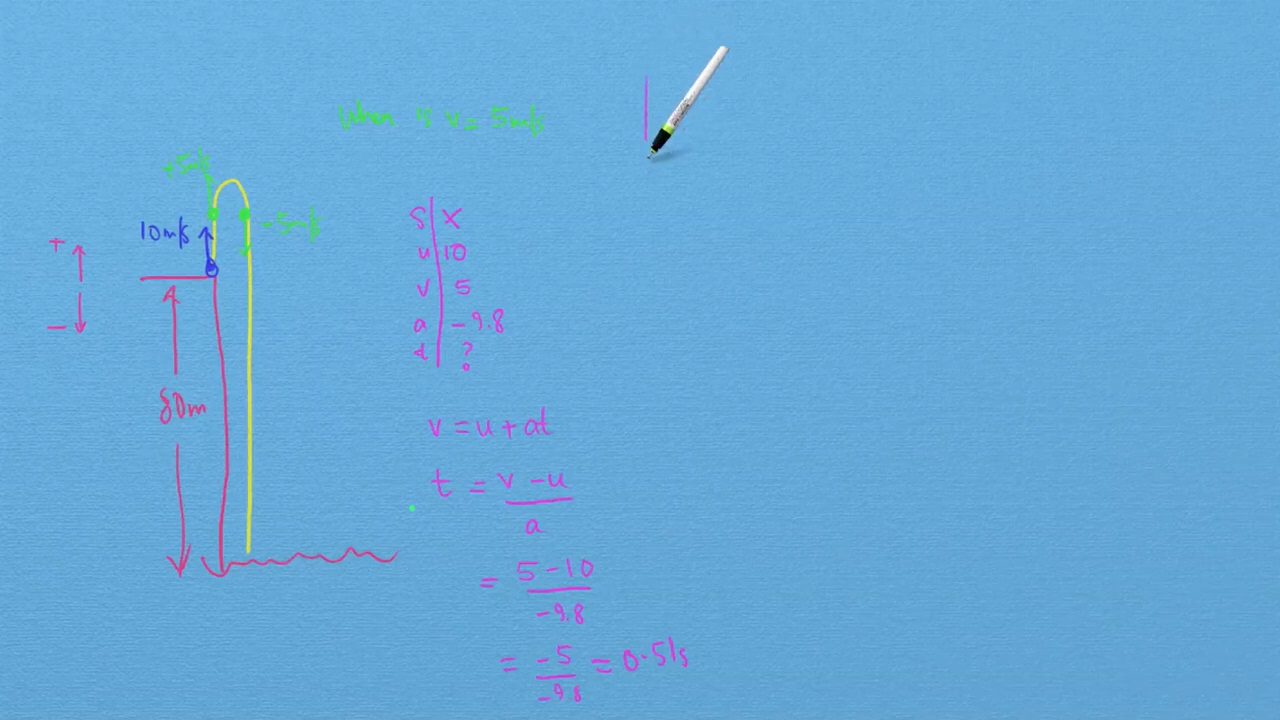 When is v = 5m/s
+5m/s
10m/s
-5m/s
+
-
80m
S | X
u | 10
v | 5
a | -9.8
t | ?
v = u + at
t = v - u
a
= 5 - 10
-9.8
= -5 = 0.51s
-9.8